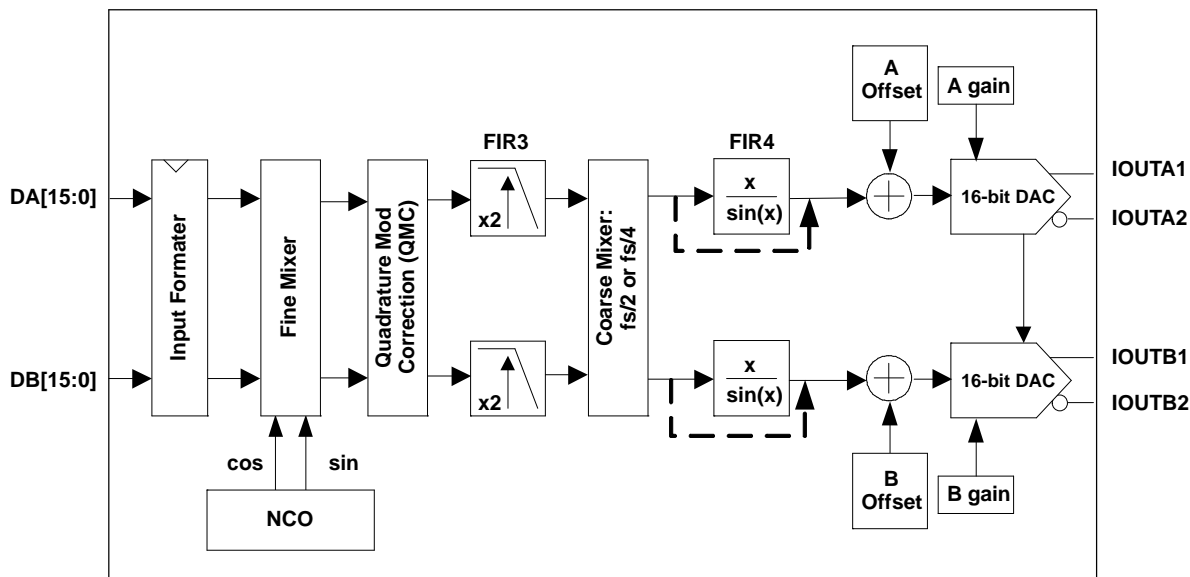 A
Offset
A gain
FIR3
FIR4
IOUTA1
DA[15:0]
x2
x
sin(x)
16-bit DAC
IOUTA2
Input Formater
Fine Mixer
Quadrature Mod
Correction (QMC)
Coarse Mixer:
fs/2 or fs/4
IOUTB1
DB[15:0]
x2
x
sin(x)
16-bit DAC
IOUTB2
cos
sin
B
Offset
B gain
NCO